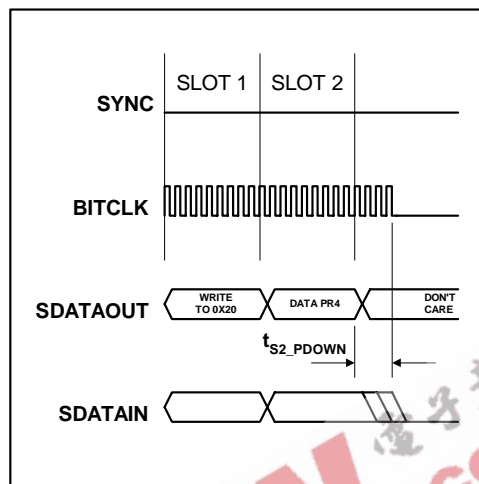 SLOT 1 SLOT 2
SYNC
BITCLK
SDATAOUT
WRITE
TO 0X20
DATA PR4
DON'T
CARE
tS2_PDOWN
SDATAIN